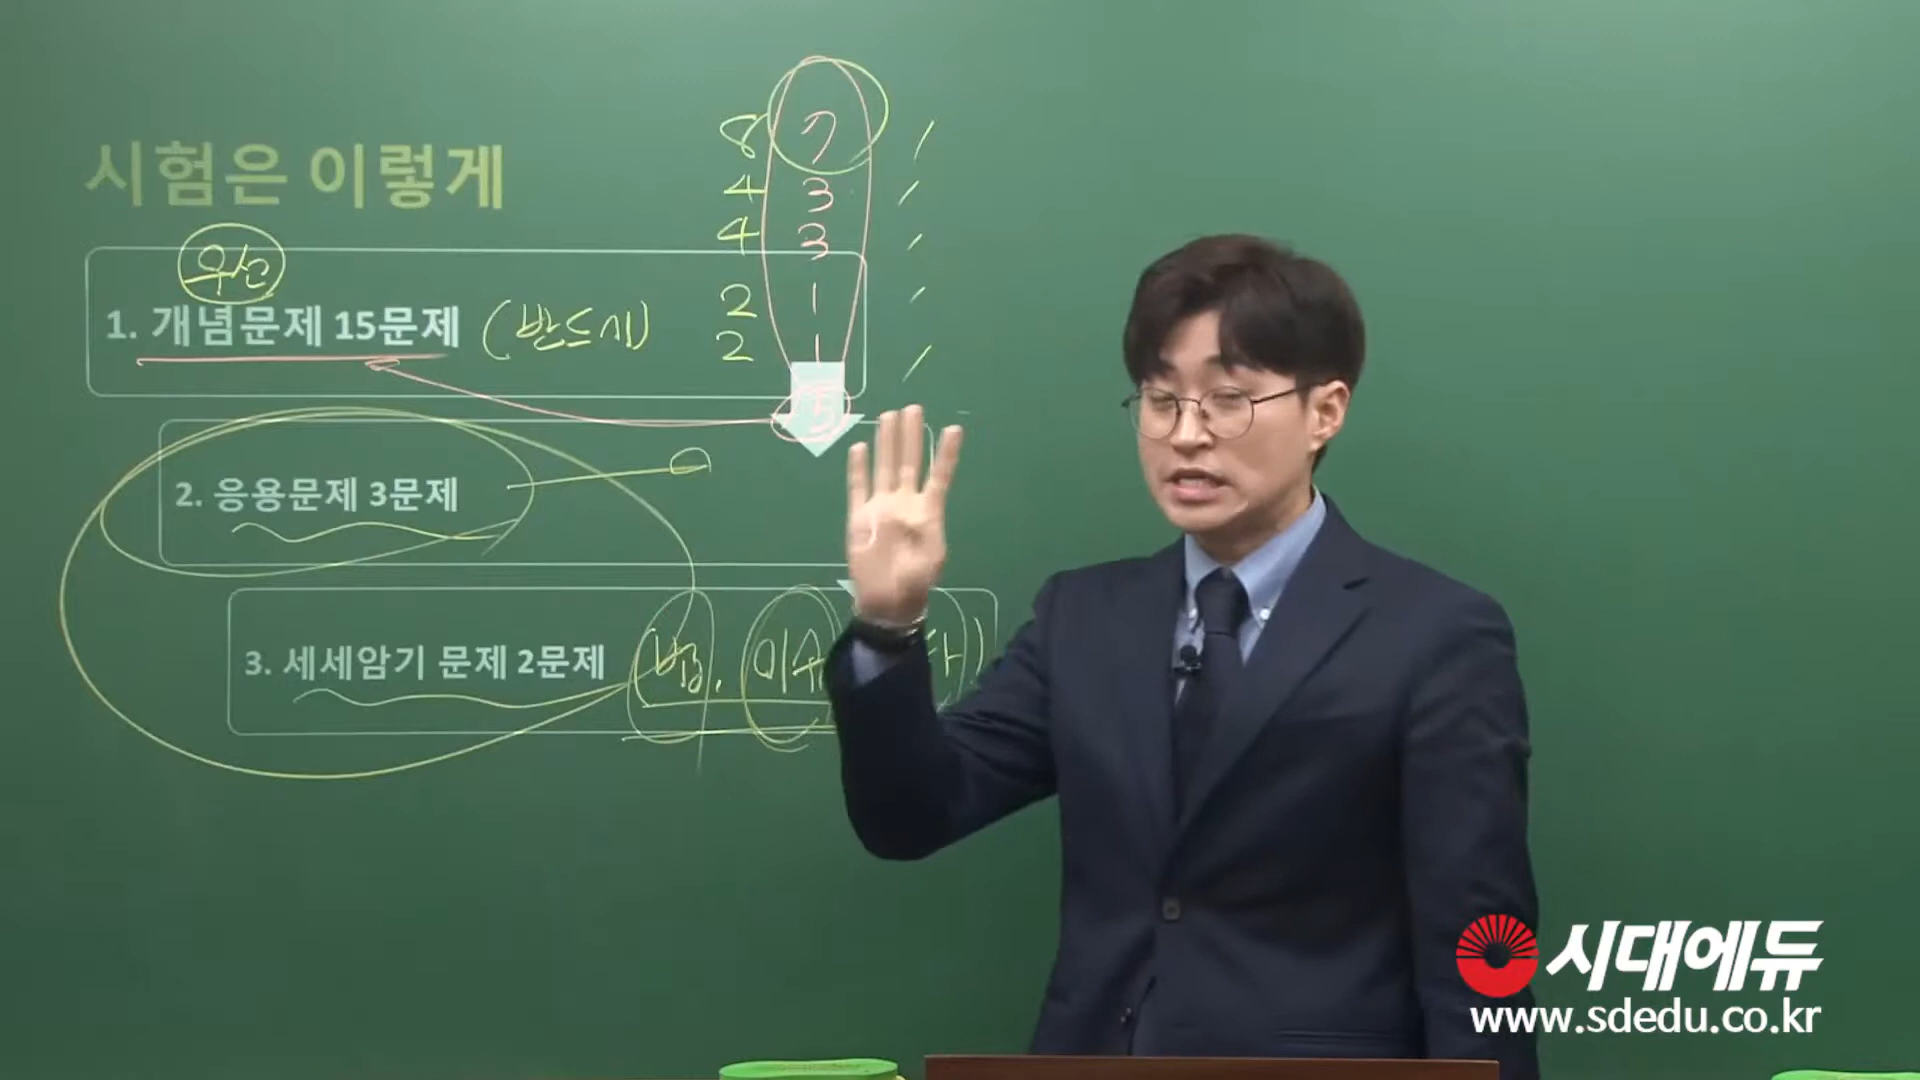 시험은 이렇게
우선
1. 개념문제 15문제 (반드시)
8 7
4 3
4 3
2 1
2 1
15
2. 응용문제 3문제
3. 세세암기 문제 2문제
시대에듀
www.sdedu.co.kr